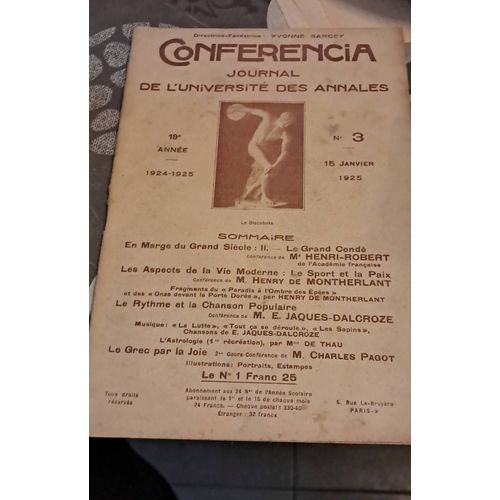 Directrice-Fondatrice : YVONNE SARCEY
CONFERENCIA
JOURNAL
DE L'UNIVERSITÉ DES ANNALES
19e
ANNÉE
1924-1925
No 3
15 JANVIER
1925
Le Discobole
SOMMAIRE
En Marge du Grand Siècle : II. — Le Grand Condé
Conférence de Me HENRI-ROBERT
de l'Académie française
Les Aspects de la Vie Moderne : Le Sport et la Paix
Conférence de M. HENRY DE MONTHERLANT
Fragments du « Paradis à l'Ombre des Épées »
et des « Onze devant la Porte Dorée », par HENRY DE MONTHERLANT
Le Rythme et la Chanson Populaire
Conférence de M. E. JAQUES-DALCROZE
Musique : « La Lutte », « Tout ça se déroule », « Les Sapins »,
Chansons de E. JAQUES-DALCROZE
L'Astrologie (1re récréation), par Mme DE THAU
Le Grec par la Joie 2me Cours-Conférence de M. CHARLES PAGOT
Illustrations : Portraits, Estampes
Le No 1 Franc 25
Tous droits
réservés
Abonnement aux 24 Nos de l'Année Scolaire
paraissant le 1er et le 15 de chaque mois
24 Francs. — Chèque postal : 330-40
Étranger : 32 francs
5, Rue La-Bruyère
PARIS-9e